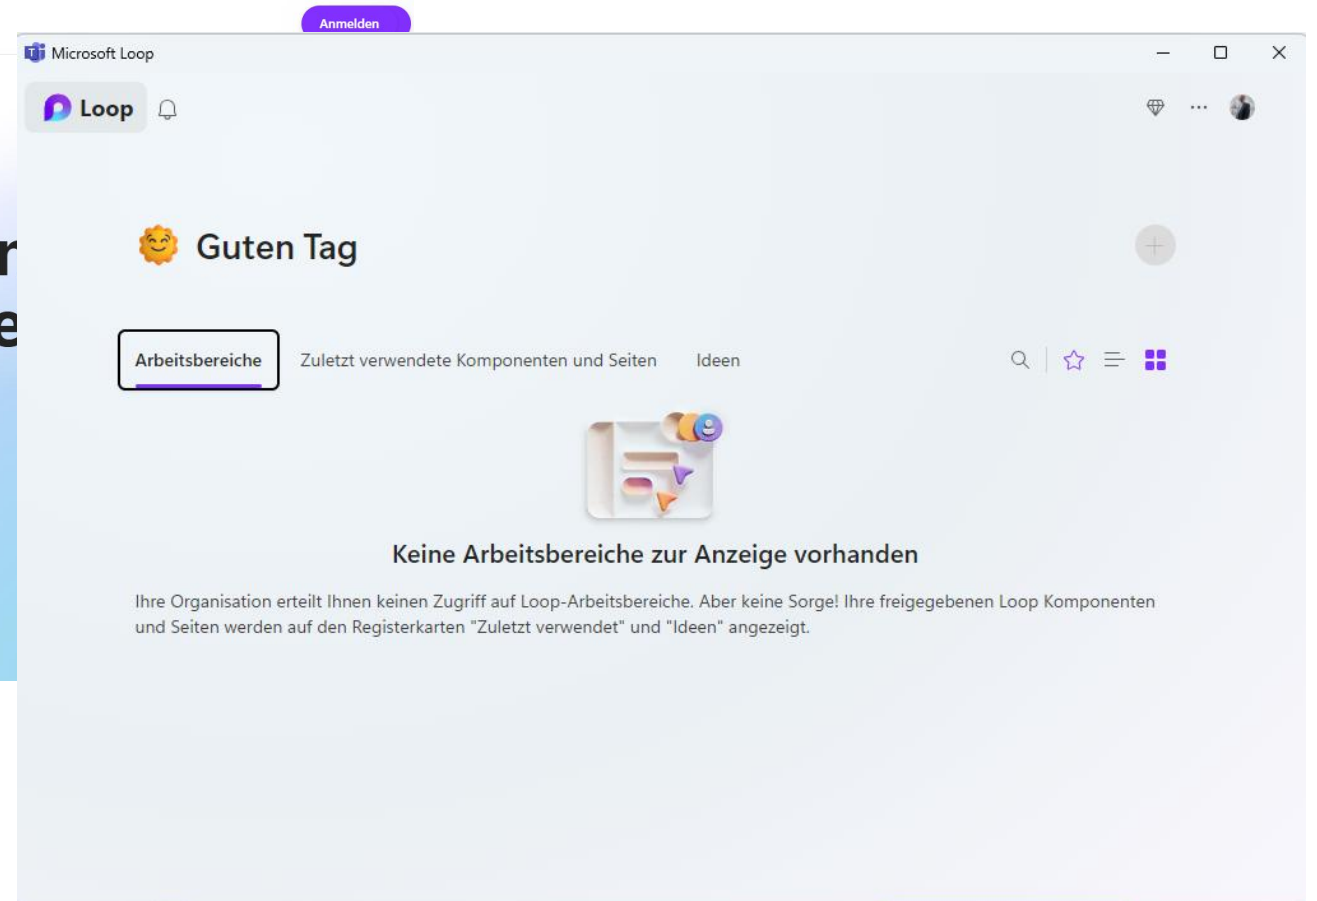 Anmelden
Microsoft Loop
Loop
Guten Tag
Arbeitsbereiche
Zuletzt verwendete Komponenten und Seiten
Ideen
Keine Arbeitsbereiche zur Anzeige vorhanden
Ihre Organisation erteilt Ihnen keinen Zugriff auf Loop-Arbeitsbereiche. Aber keine Sorge! Ihre freigegebenen Loop Komponenten
und Seiten werden auf den Registerkarten "Zuletzt verwendet" und "Ideen" angezeigt.